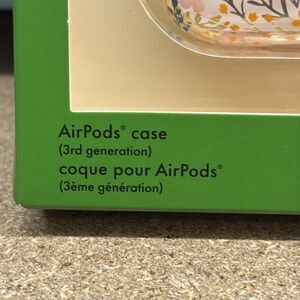 AirPods® case
(3rd generation)
coque pour AirPods®
(3ème génération)